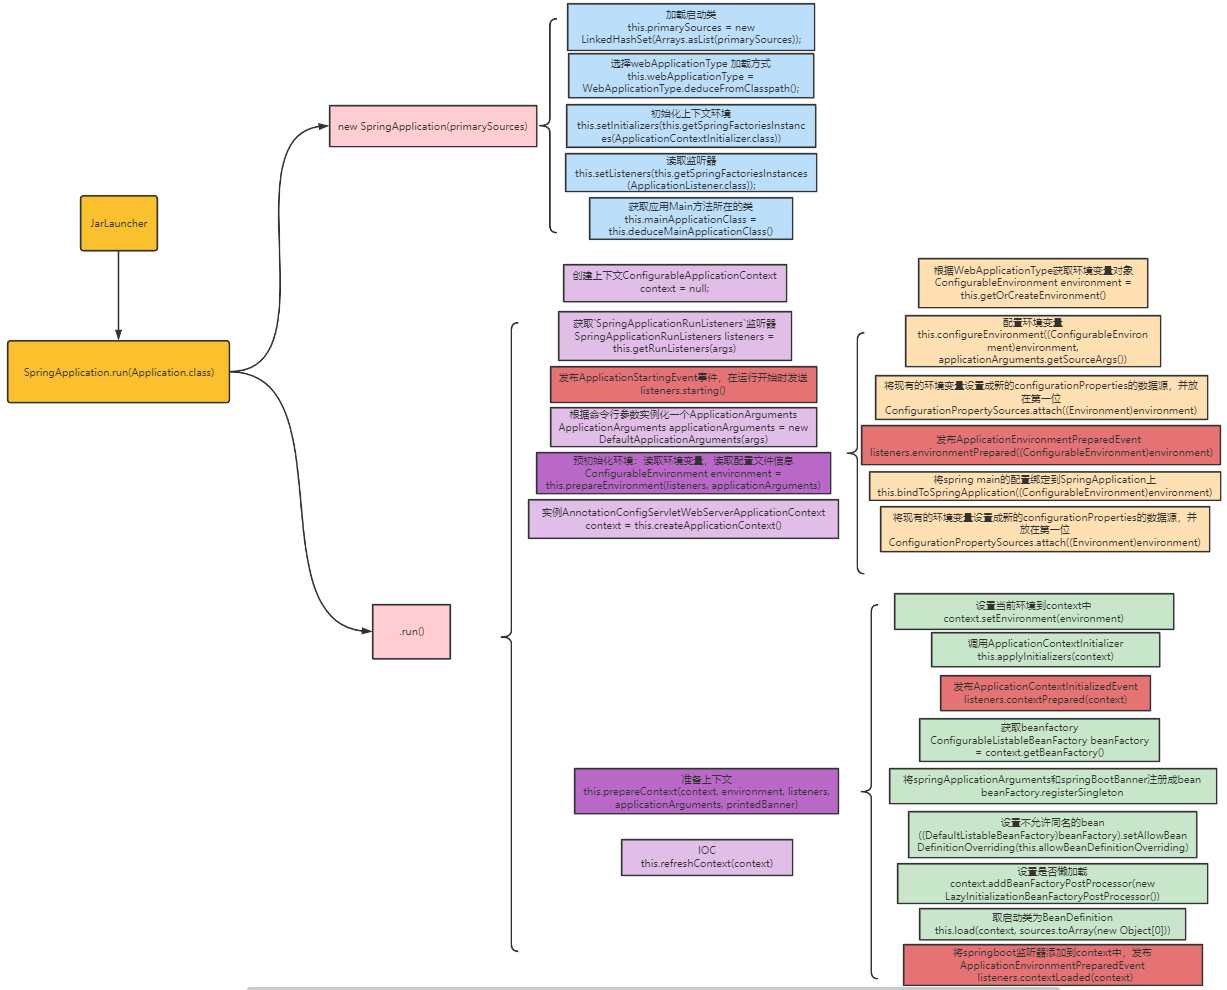 JarLauncher
SpringApplication.run(Application.class)
new SpringApplication(primarySources)
加载启动类
this.primarySources = new
LinkedHashSet(Arrays.asList(primarySources));
选择webApplicationType 加载方式
this.webApplicationType =
WebApplicationType.deduceFromClasspath();
初始化上下文环境
this.setInitializers(this.getSpringFactoriesInstanc
es(ApplicationContextInitializer.class))
读取监听器
this.setListeners(this.getSpringFactoriesInstances
(ApplicationListener.class));
获取应用Main方法所在的类
this.mainApplicationClass =
this.deduceMainApplicationClass()
.run()
创建上下文ConfigurableApplicationContext
context = null;
获取`SpringApplicationRunListeners`监听器
SpringApplicationRunListeners listeners =
this.getRunListeners(args)
发布ApplicationStartingEvent事件，在运行开始时发送
listeners.starting()
根据命令行参数实例化一个ApplicationArguments
ApplicationArguments applicationArguments = new
DefaultApplicationArguments(args)
预初始化环境：读取环境变量，读取配置文件信息
ConfigurableEnvironment environment =
this.prepareEnvironment(listeners, applicationArguments)
实例AnnotationConfigServletWebServerApplicationContext
context = this.createApplicationContext()
根据WebApplicationType获取环境变量对象
ConfigurableEnvironment environment =
this.getOrCreateEnvironment()
配置环境变量
this.configureEnvironment((ConfigurableEnviron
ment)environment,
applicationArguments.getSourceArgs())
将现有的环境变量设置成新的configurationProperties的数据源，并放
在第一位
ConfigurationPropertySources.attach((Environment)environment)
发布ApplicationEnvironmentPreparedEvent
listeners.environmentPrepared((ConfigurableEnvironment)environment)
将spring main的配置绑定到SpringApplication上
this.bindToSpringApplication((ConfigurableEnvironment)environment)
将现有的环境变量设置成新的configurationProperties的数据源，并
放在第一位
ConfigurationPropertySources.attach((Environment)environment)
准备上下文
this.prepareContext(context, environment, listeners,
applicationArguments, printedBanner)
IOC
this.refreshContext(context)
设置当前环境到context中
context.setEnvironment(environment)
调用ApplicationContextInitializer
this.applyInitializers(context)
发布ApplicationContextInitializedEvent
listeners.contextPrepared(context)
获取beanfactory
ConfigurableListableBeanFactory beanFactory
= context.getBeanFactory()
将springApplicationArguments和springBootBanner注册成bean
beanFactory.registerSingleton
设置不允许同名的bean
((DefaultListableBeanFactory)beanFactory).setAllowBean
DefinitionOverriding(this.allowBeanDefinitionOverriding)
设置是否懒加载
context.addBeanFactoryPostProcessor(new
LazyInitializationBeanFactoryPostProcessor())
取启动类为BeanDefinition
this.load(context, sources.toArray(new Object[0]))
将springboot监听器添加到context中，发布
ApplicationEnvironmentPreparedEvent
listeners.contextLoaded(context)